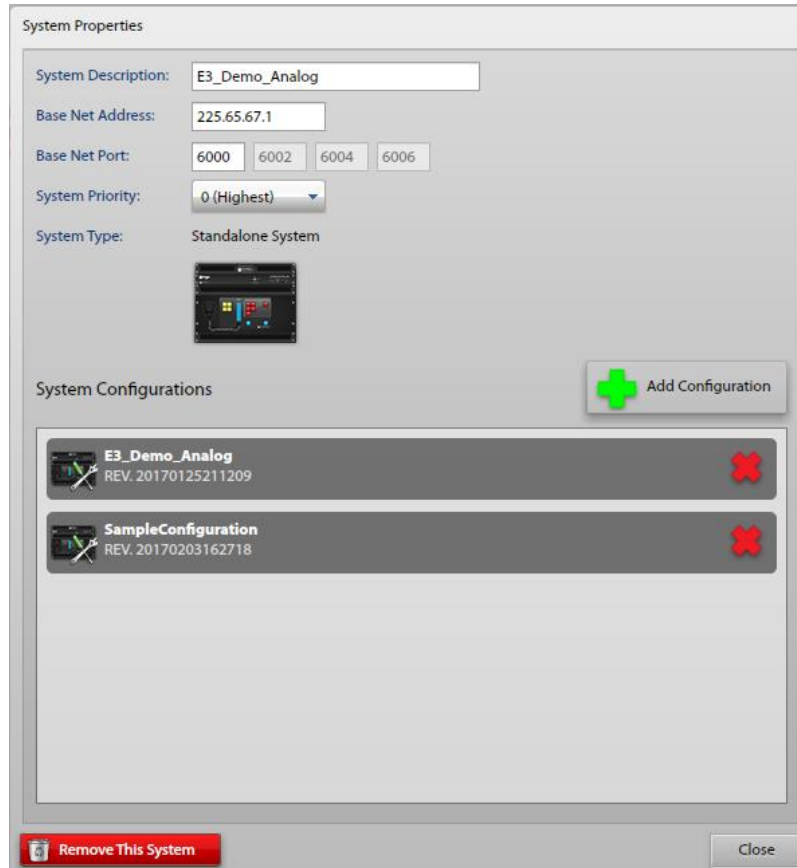 System Properties
System Description: E3_Demo_Analog
Base Net Address: 225.65.67.1
Base Net Port: 6000 6002 6004 6006
System Priority: 0 (Highest)
System Type: Standalone System
System Configurations
Add Configuration
E3_Demo_Analog
REV. 20170125211209
SampleConfiguration
REV. 20170203162718
Remove This System
Close